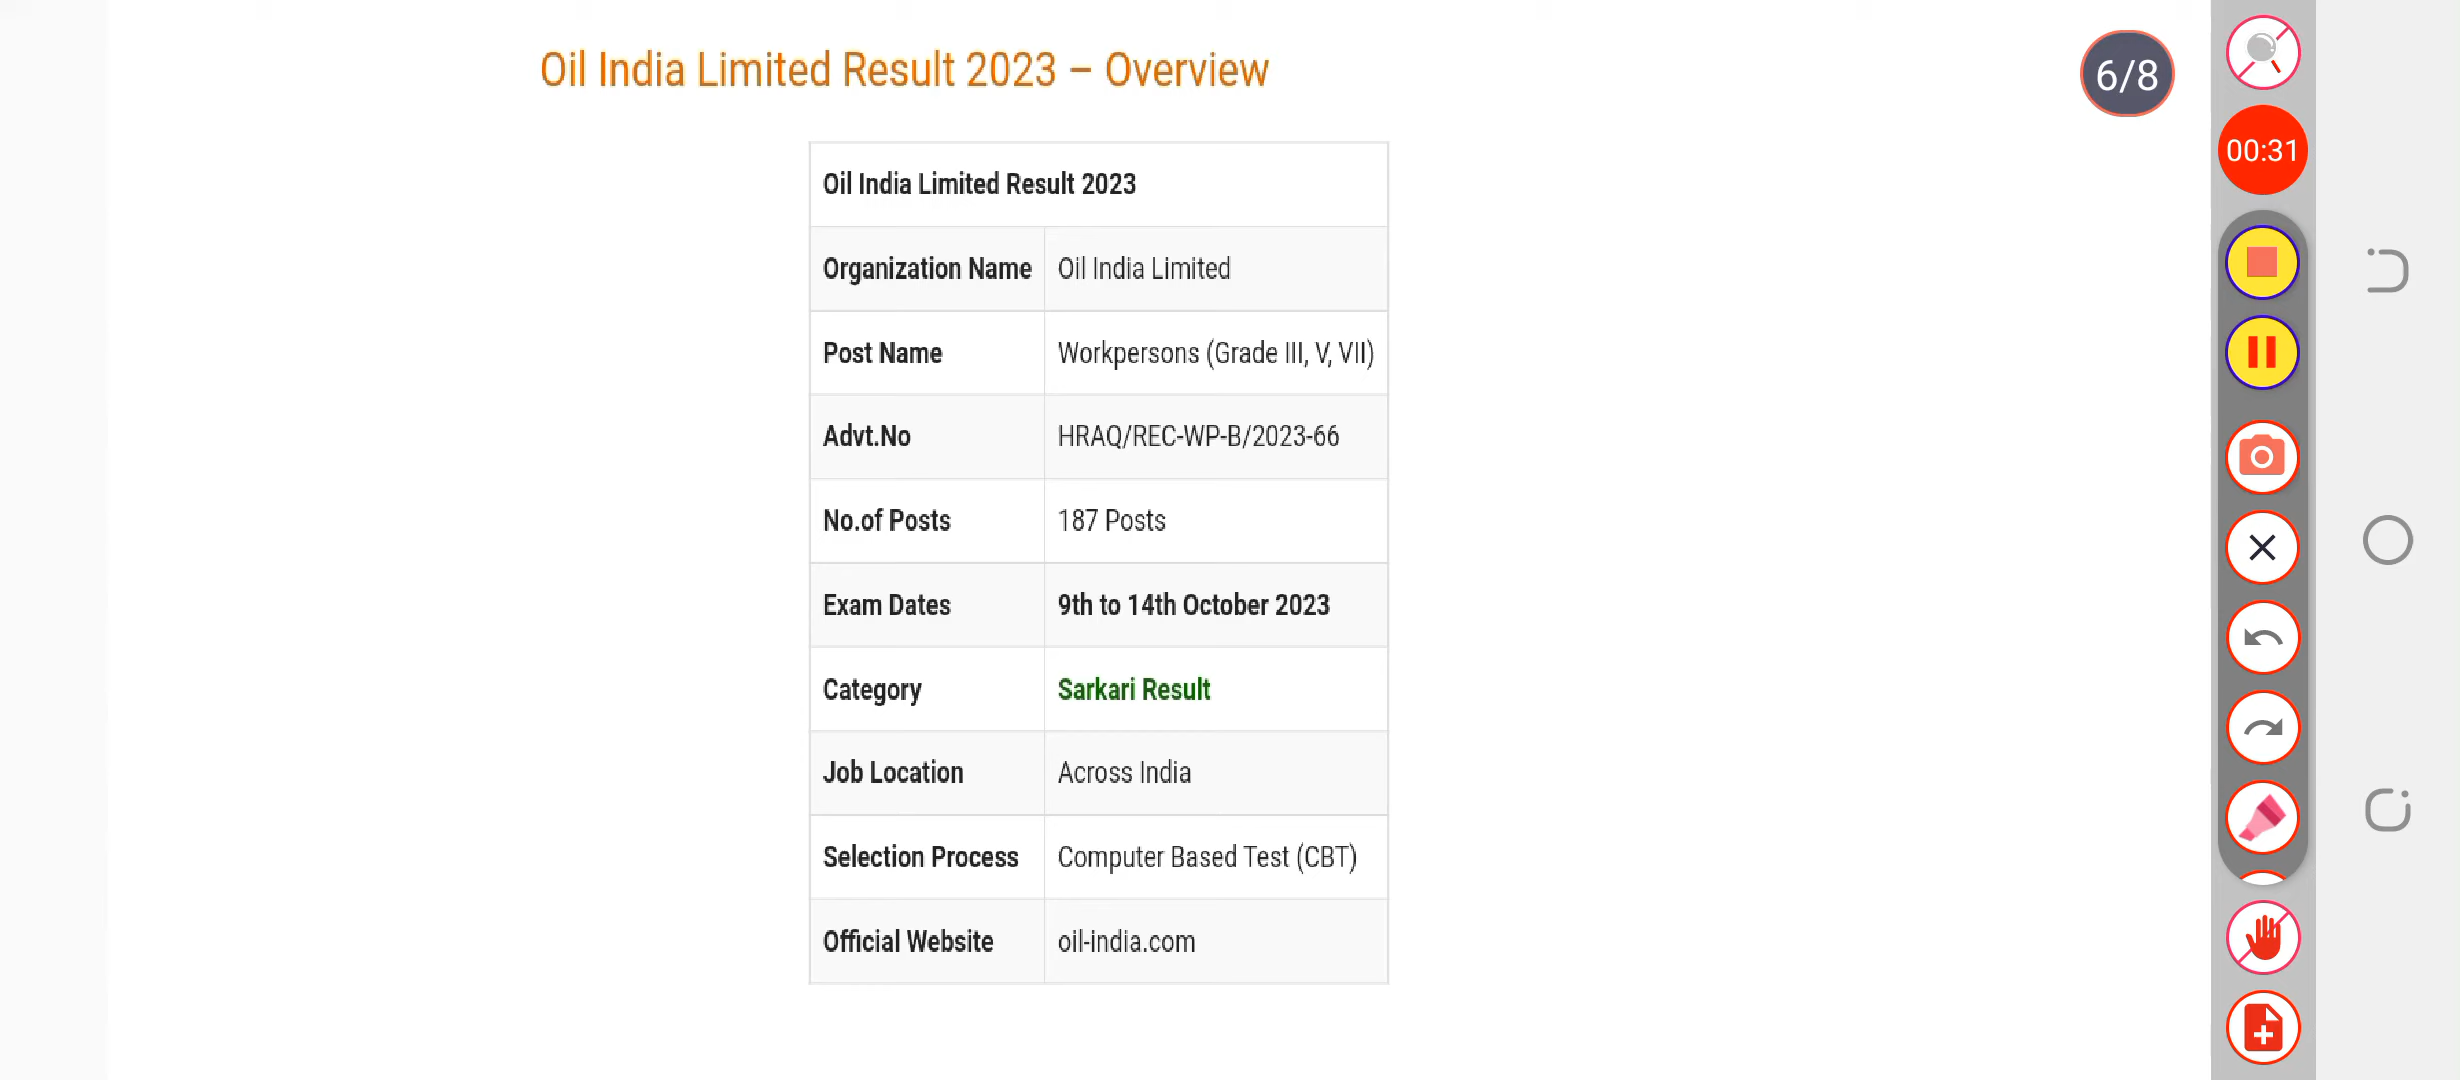 Oil India Limited Result 2023 – Overview
6/8
00:31
Oil India Limited Result 2023
Organization Name Oil India Limited
Post Name Workpersons (Grade III, V, VII)
Advt.No HRAQ/REC-WP-B/2023-66
No.of Posts 187 Posts
Exam Dates 9th to 14th October 2023
Category Sarkari Result
Job Location Across India
Selection Process Computer Based Test (CBT)
Official Website oil-india.com